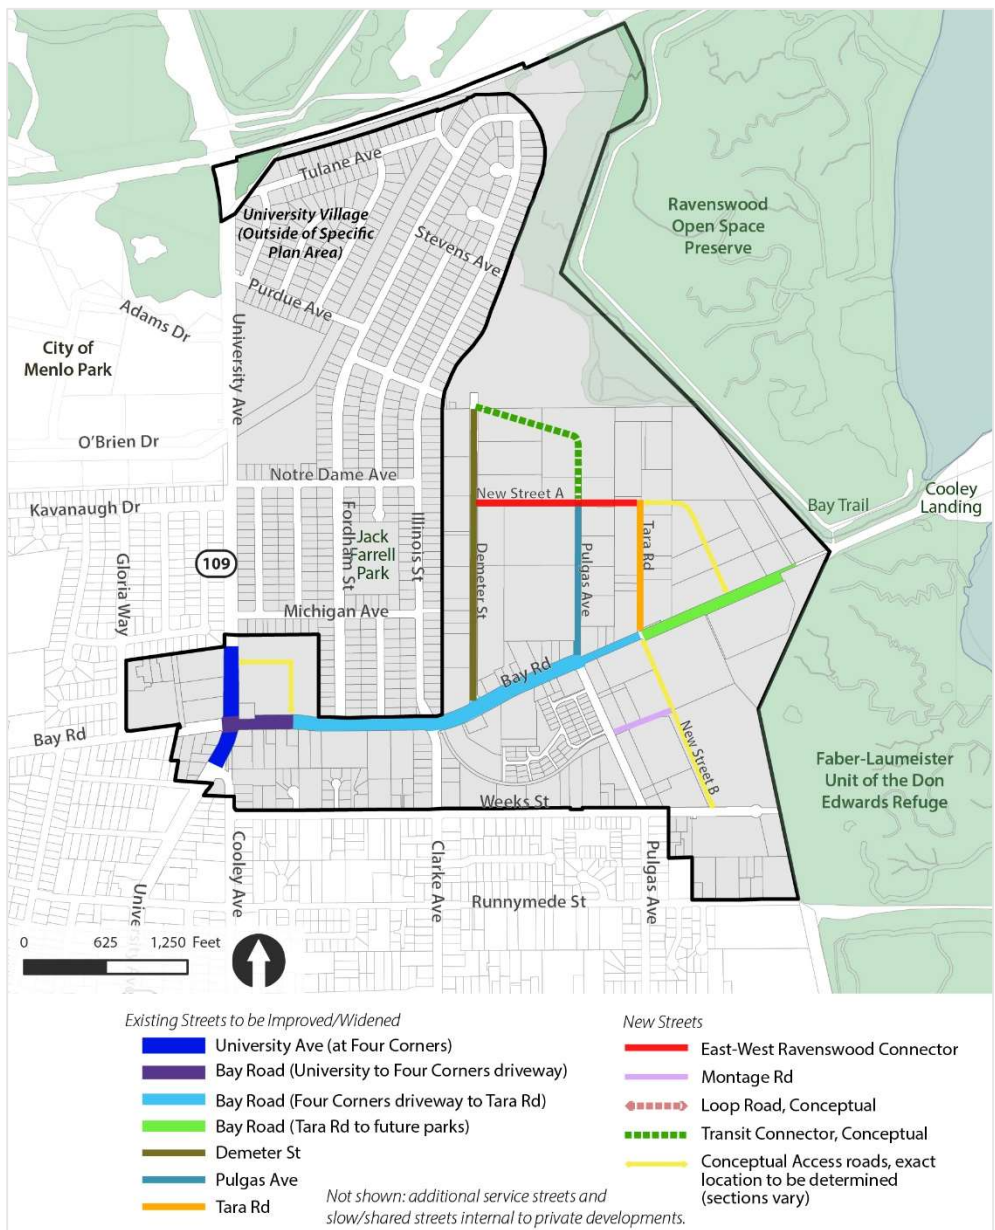 Tulane Ave
University Village
(Outside of Specific
Plan Area)
Stevens Ave
Purdue Ave
Ravenswood
Open Space
Preserve
Adams Dr
City of
Menlo Park
University Ave
O'Brien Dr
Notre Dame Ave
Kavanaugh Dr
New Street A
Bay Trail
Cooley
Landing
Fordham St
Illinois St
Jack
Farrell
Park
Demeter St
Pulgas Ave
Tara Rd
109
Gloria Way
Michigan Ave
Bay Rd
Bay Rd
New Street B
Faber-Laumeister
Unit of the Don
Edwards Refuge
Weeks St
Cooley Ave
Clarke Ave
Pulgas Ave
Runnymede St
0 625 1,250 Feet
Existing Streets to be Improved/Widened
University Ave (at Four Corners)
Bay Road (University to Four Corners driveway)
Bay Road (Four Corners driveway to Tara Rd)
Bay Road (Tara Rd to future parks)
Demeter St
Pulgas Ave
Tara Rd
New Streets
East-West Ravenswood Connector
Montage Rd
Loop Road, Conceptual
Transit Connector, Conceptual
Conceptual Access roads, exact
location to be determined
(sections vary)
Not shown: additional service streets and
slow/shared streets internal to private developments.